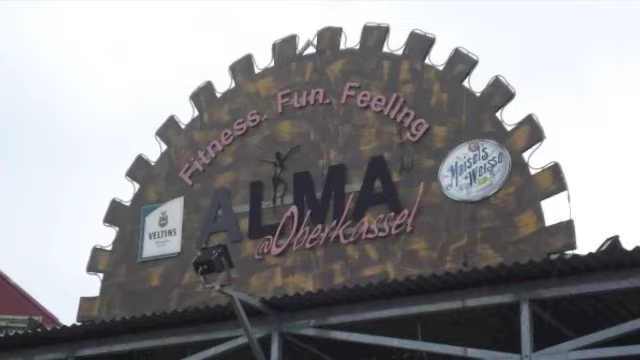 Fitness. Fun. Feeling
ALMA
@Oberkassel
VELTINS
Maisel's
Weisse